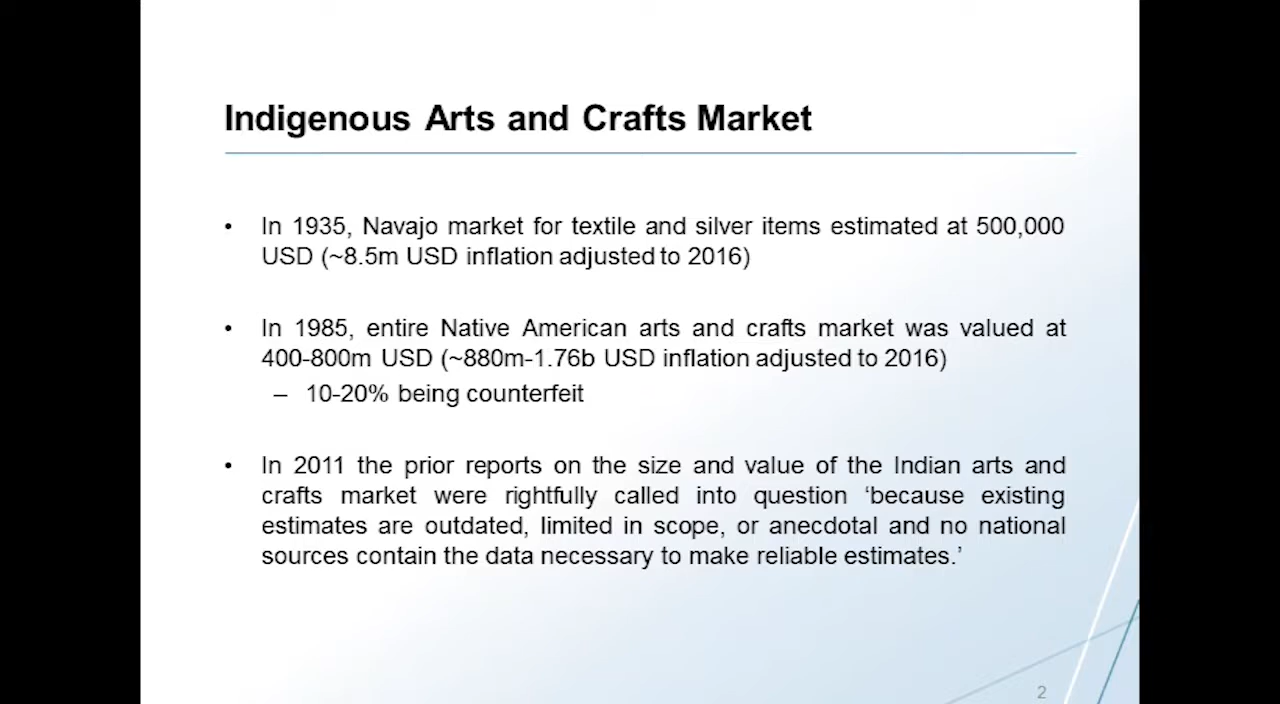 Indigenous Arts and Crafts Market
• In 1935, Navajo market for textile and silver items estimated at 500,000
USD (~8.5m USD inflation adjusted to 2016)
• In 1985, entire Native American arts and crafts market was valued at
400-800m USD (~880m-1.76b USD inflation adjusted to 2016)
– 10-20% being counterfeit
• In 2011 the prior reports on the size and value of the Indian arts and
crafts market were rightfully called into question ‘because existing
estimates are outdated, limited in scope, or anecdotal and no national
sources contain the data necessary to make reliable estimates.’
2